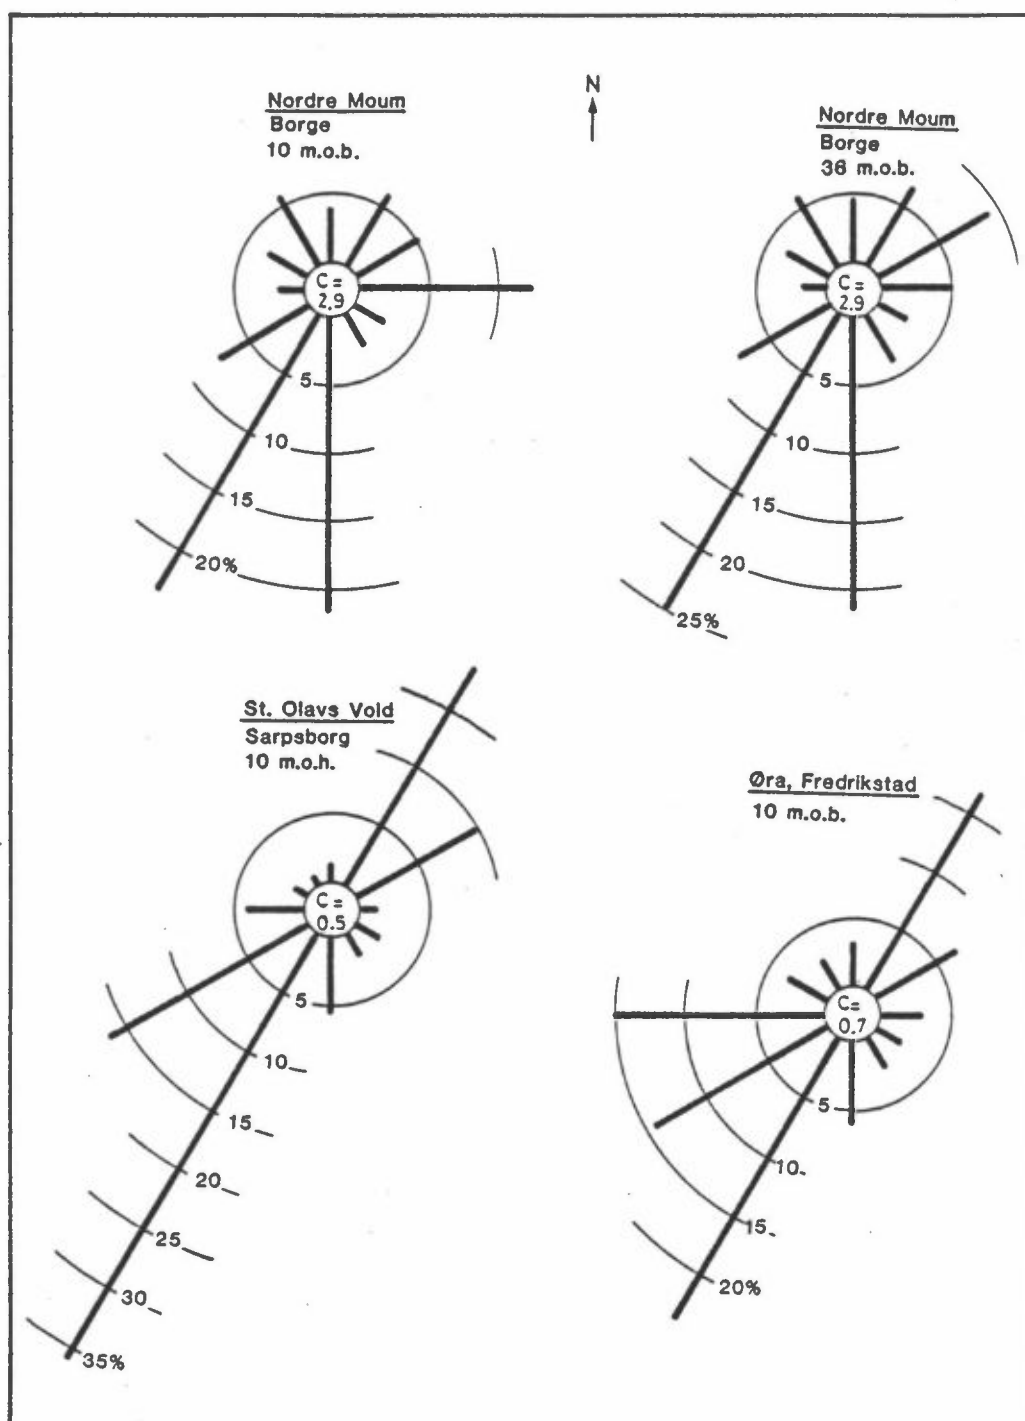 N
Nordre Moum
Borge
10 m.o.b.
C=
2.9
5
10
15
20%
Nordre Moum
Borge
36 m.o.b.
C=
2.9
5
10
15
20
25%
St. Olavs Vold
Sarpsborg
10 m.o.h.
C=
0.5
5
10
15
20
25
30
35%
Øra, Fredrikstad
10 m.o.b.
C=
0.7
5
10
15
20%